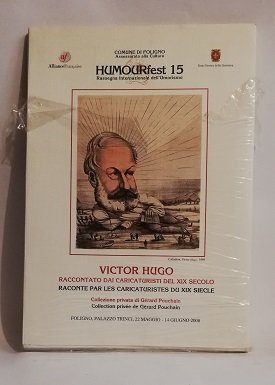 COMUNE DI FOLIGNO
Assessorato alla Cultura
AllianceFrançaise
HUMOURfest 15
Rassegna Internazionale dell'Umorismo
VICTOR HUGO
RACCONTATO DAI CARICATURISTI DEL XIX SECOLO
RACONTE PAR LES CARICATURISTES DU XIX SIECLE
Collezione privata di Gérard Pouchain
Collection privée de Gérard Pouchain
FOLIGNO, PALAZZO TRINCI, 22 MAGGIO - 14 GIUGNO 2008